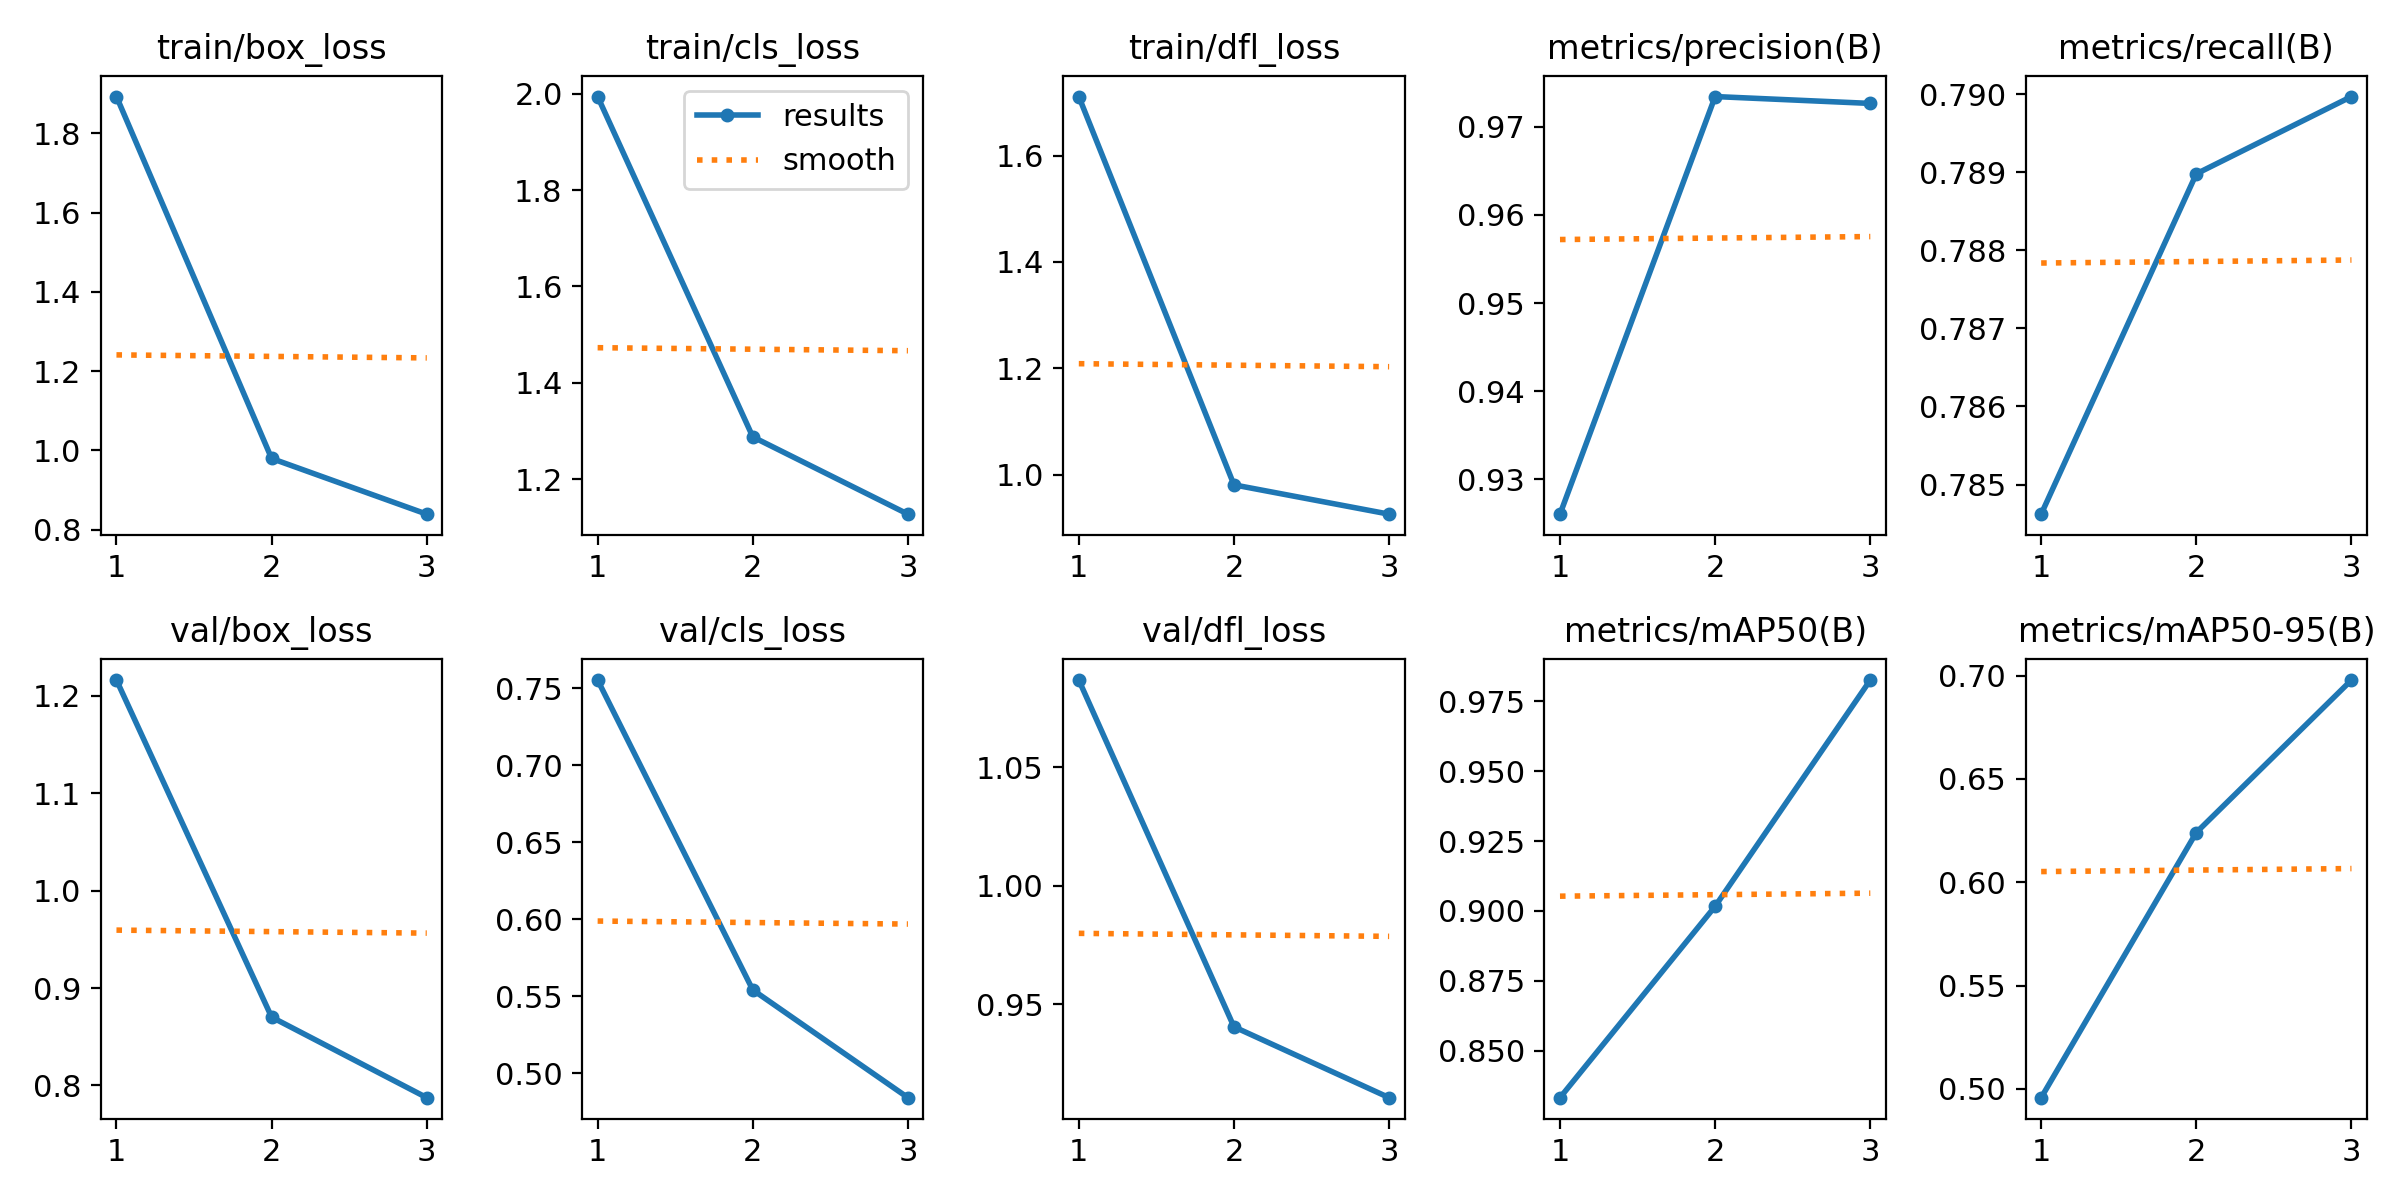 train/box_loss
1.8
1.6
1.4
1.2
1.0
0.8
1 2 3
train/cls_loss
results
smooth
2.0
1.8
1.6
1.4
1.2
1 2 3
train/dfl_loss
1.6
1.4
1.2
1.0
1 2 3
metrics/precision(B)
0.97
0.96
0.95
0.94
0.93
1 2 3
metrics/recall(B)
0.790
0.789
0.788
0.787
0.786
0.785
1 2 3
val/box_loss
1.2
1.1
1.0
0.9
0.8
1 2 3
val/cls_loss
0.75
0.70
0.65
0.60
0.55
0.50
1 2 3
val/dfl_loss
1.05
1.00
0.95
1 2 3
metrics/mAP50(B)
0.975
0.950
0.925
0.900
0.875
0.850
1 2 3
metrics/mAP50-95(B)
0.70
0.65
0.60
0.55
0.50
1 2 3